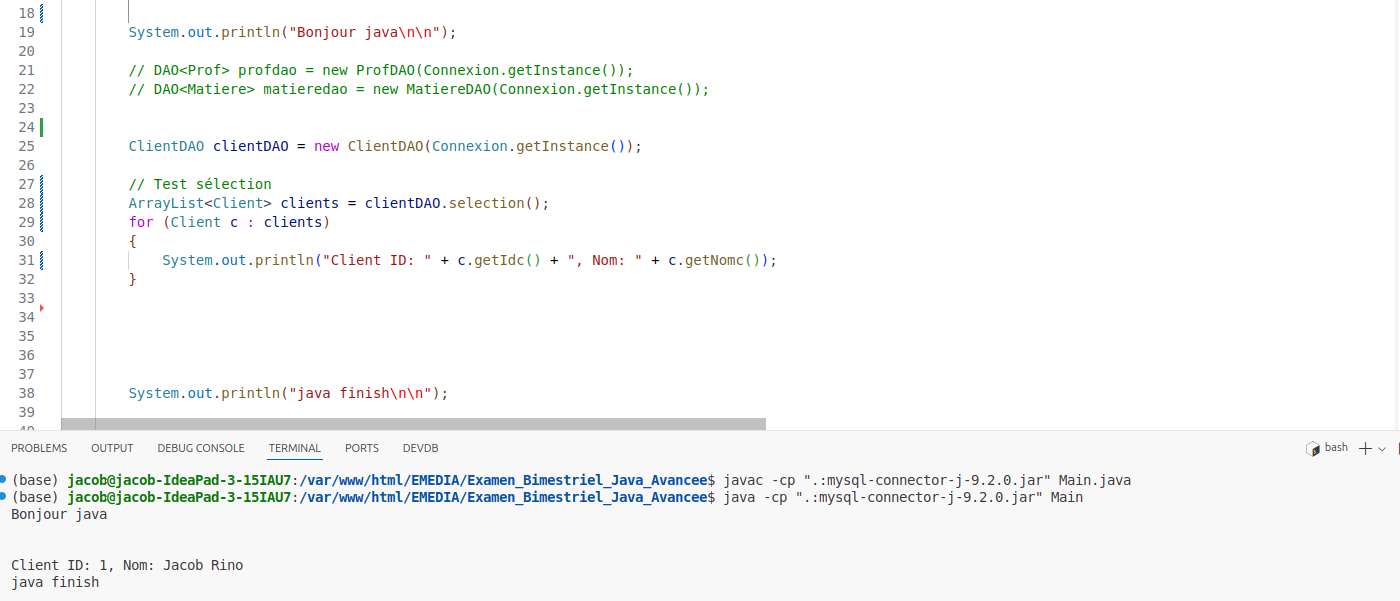 18
19 System.out.println("Bonjour java\n\n");
20
21 // DAO<Prof> profdao = new ProfDAO(Connexion.getInstance());
22 // DAO<Matiere> matieredao = new MatiereDAO(Connexion.getInstance());
23
24
25 ClientDAO clientDAO = new ClientDAO(Connexion.getInstance());
26
27 // Test sélection
28 ArrayList<Client> clients = clientDAO.selection();
29 for (Client c : clients)
30 {
31 System.out.println("Client ID: " + c.getIdc() + ", Nom: " + c.getNomc());
32 }
33
34
35
36
37
38 System.out.println("java finish\n\n");
39
40
PROBLEMS OUTPUT DEBUG CONSOLE TERMINAL PORTS DEVDB bash
(base) jacob@jacob-IdeaPad-3-15IAU7:/var/www/html/EMEDIA/Examen_Bimestriel_Java_Avancee$ javac -cp ".:mysql-connector-j-9.2.0.jar" Main.java
(base) jacob@jacob-IdeaPad-3-15IAU7:/var/www/html/EMEDIA/Examen_Bimestriel_Java_Avancee$ java -cp ".:mysql-connector-j-9.2.0.jar" Main
Bonjour java
Client ID: 1, Nom: Jacob Rino
java finish